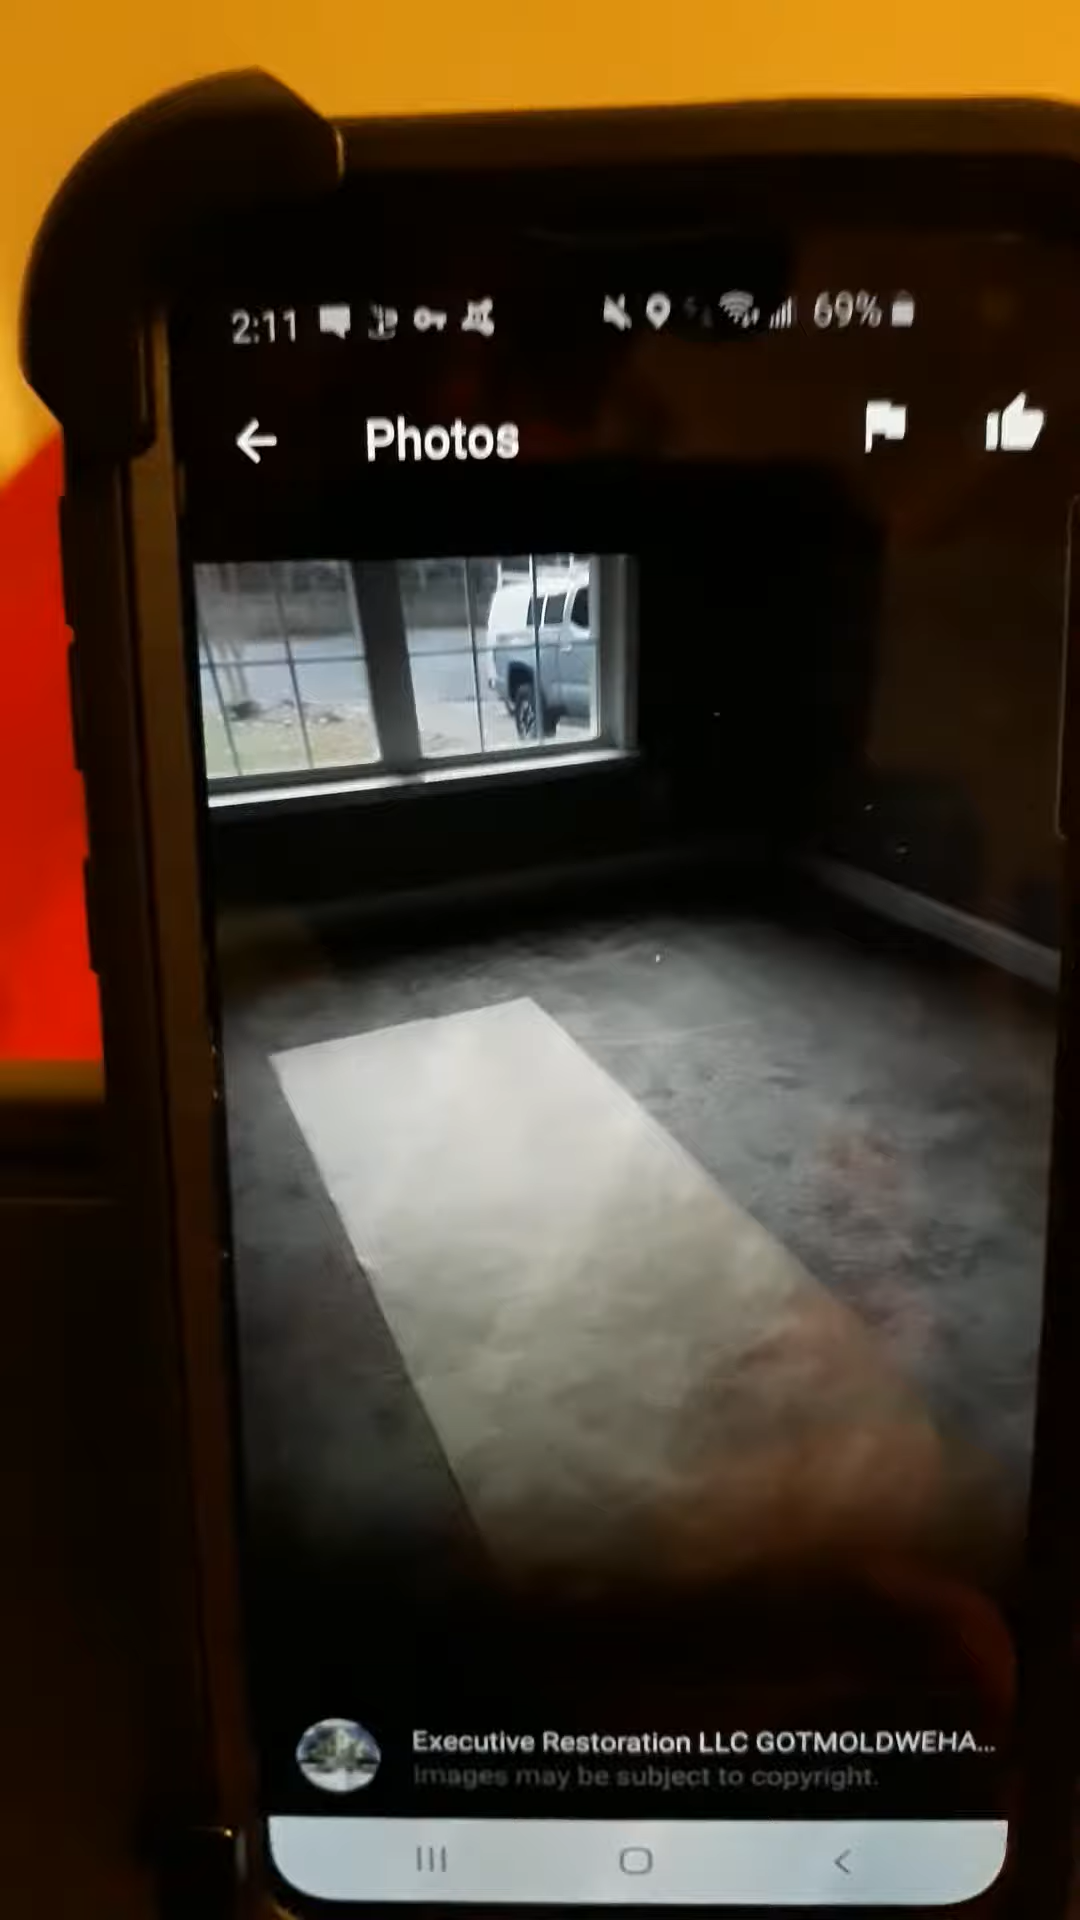 2:11 69%
Photos
Executive Restoration LLC GOTMOLDWEHA...
Images may be subject to copyright.